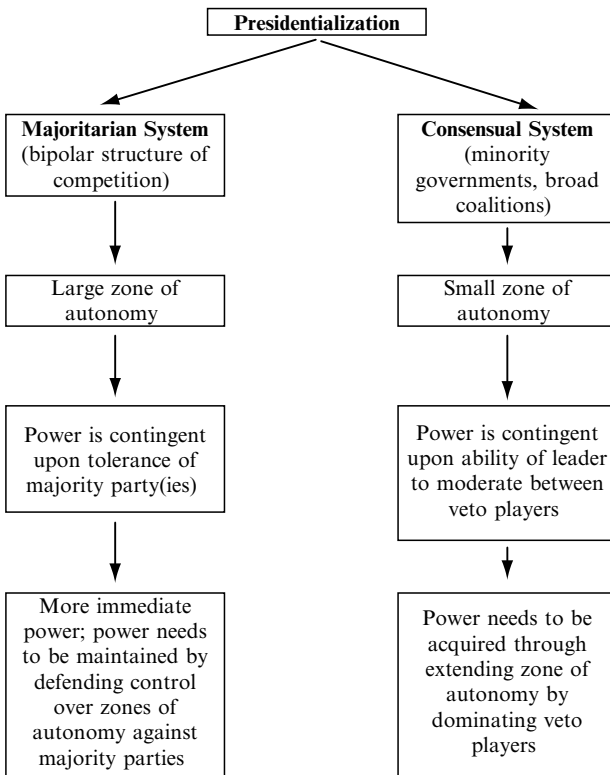 Presidentialization
Majoritarian System
(bipolar structure of
competition)
Large zone of
autonomy
Power is contingent
upon tolerance of
majority party(ies)
More immediate
power; power needs
to be maintained by
defending control
over zones of
autonomy against
majority parties
Consensual System
(minority
governments, broad
coalitions)
Small zone of
autonomy
Power is contingent
upon ability of leader
to moderate between
veto players
Power needs to be
acquired through
extending zone
of autonomy by
dominating veto
players